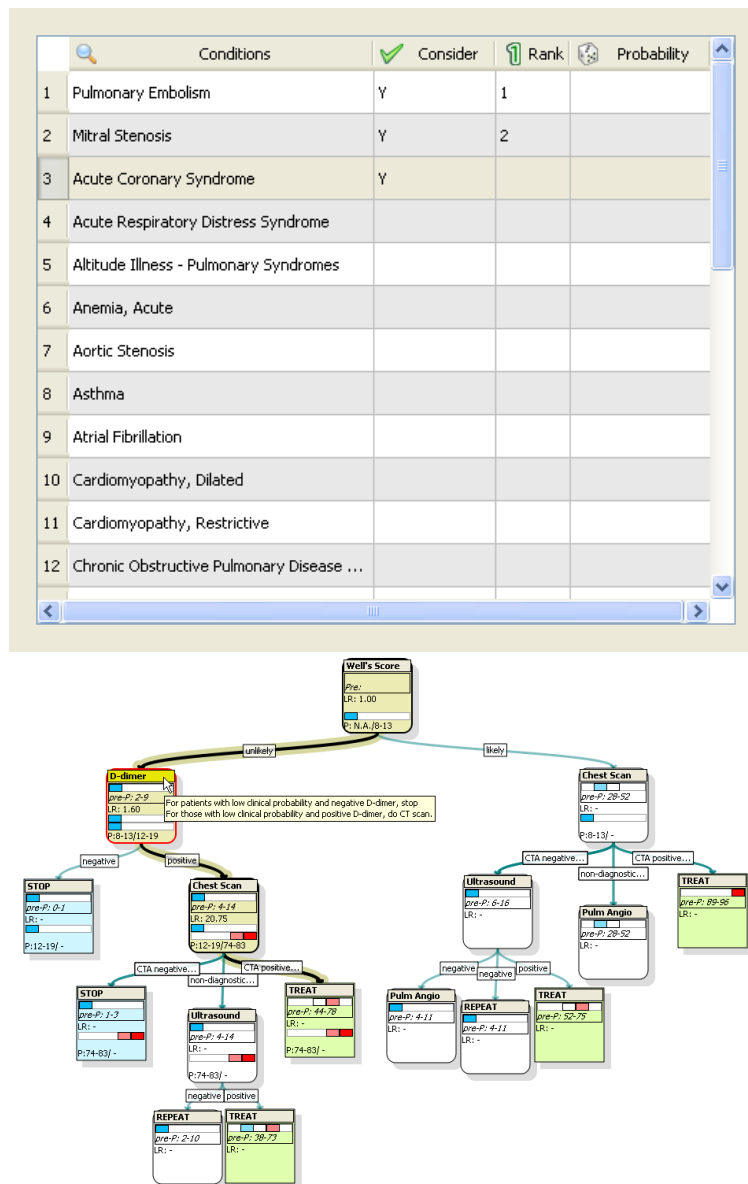 Conditions Consider 1 Rank Probability
1 Pulmonary Embolism Y 1
2 Mitral Stenosis Y 2
3 Acute Coronary Syndrome Y
4 Acute Respiratory Distress Syndrome
5 Altitude Illness - Pulmonary Syndromes
6 Anemia, Acute
7 Aortic Stenosis
8 Asthma
9 Atrial Fibrillation
10 Cardiomyopathy, Dilated
11 Cardiomyopathy, Restrictive
12 Chronic Obstructive Pulmonary Disease ...
Well's Score
Pre:
LR: 1.00
P: N.A./8-13
unlikely
likely
D-dimer
pre-P: 2-9
LR: 1.60
P:8-13/12-19
For patients with low clinical probability and negative D-dimer, stop
For those with low clinical probability and positive D-dimer, do CT scan.
Chest Scan
pre-P: 28-52
LR: -
P:8-13/ -
negative
positive
CTA negative...
non-diagnostic...
CTA positive...
STOP
pre-P: 0-1
LR: -
P:12-19/ -
Chest Scan
pre-P: 4-14
LR: 20.75
P:12-19/74-83
Ultrasound
pre-P: 6-16
LR: -
Pulm Angio
pre-P: 28-52
LR: -
TREAT
pre-P: 89-96
LR: -
CTA negative...
non-diagnostic...
CTA positive...
negative
negative
positive
STOP
pre-P: 1-3
LR: -
P:74-83/ -
Ultrasound
pre-P: 4-14
LR: -
P:74-83/ -
TREAT
pre-P: 44-78
LR: -
P:74-83/ -
Pulm Angio
pre-P: 4-11
LR: -
REPEAT
pre-P: 4-11
LR: -
TREAT
pre-P: 52-75
LR: -
negative
positive
REPEAT
pre-P: 2-10
LR: -
TREAT
pre-P: 38-73
LR: -